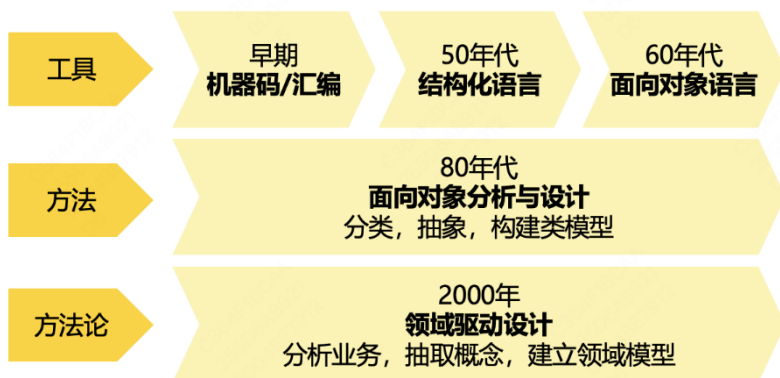 工具
早期
机器码/汇编
50年代
结构化语言
60年代
面向对象语言
方法
80年代
面向对象分析与设计
分类，抽象，构建类模型
方法论
2000年
领域驱动设计
分析业务，抽取概念，建立领域模型